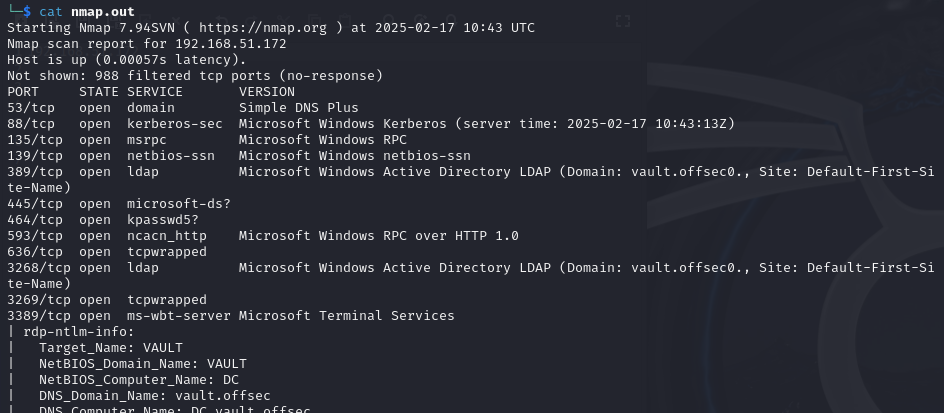 └─$ cat nmap.out
Starting Nmap 7.94SVN ( https://nmap.org ) at 2025-02-17 10:43 UTC
Nmap scan report for 192.168.51.172
Host is up (0.00057s latency).
Not shown: 988 filtered tcp ports (no-response)
PORT     STATE SERVICE       VERSION
53/tcp   open  domain        Simple DNS Plus
88/tcp   open  kerberos-sec  Microsoft Windows Kerberos (server time: 2025-02-17 10:43:13Z)
135/tcp  open  msrpc         Microsoft Windows RPC
139/tcp  open  netbios-ssn   Microsoft Windows netbios-ssn
389/tcp  open  ldap          Microsoft Windows Active Directory LDAP (Domain: vault.offsec0., Site: Default-First-Si
te-Name)
445/tcp  open  microsoft-ds?
464/tcp  open  kpasswd5?
593/tcp  open  ncacn_http    Microsoft Windows RPC over HTTP 1.0
636/tcp  open  tcpwrapped
3268/tcp open  ldap          Microsoft Windows Active Directory LDAP (Domain: vault.offsec0., Site: Default-First-Si
te-Name)
3269/tcp open  tcpwrapped
3389/tcp open  ms-wbt-server Microsoft Terminal Services
| rdp-ntlm-info:
|   Target_Name: VAULT
|   NetBIOS_Domain_Name: VAULT
|   NetBIOS_Computer_Name: DC
|   DNS_Domain_Name: vault.offsec
|   DNS_Computer_Name: DC.vault.offsec